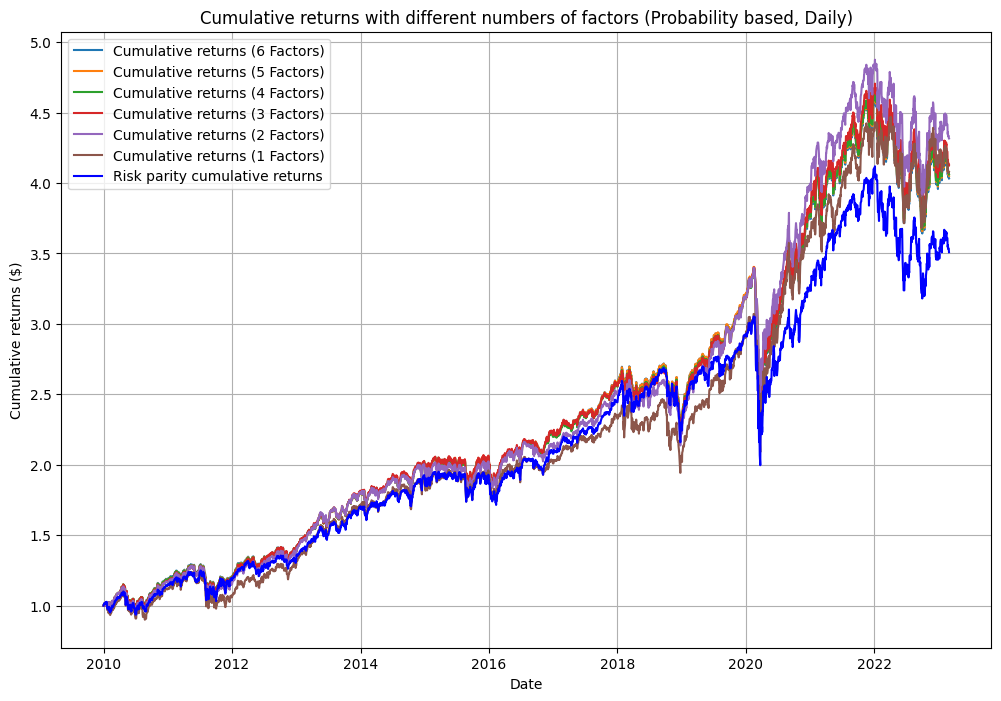 Cumulative returns with different numbers of factors (Probability based, Daily)
Cumulative returns (6 Factors)
Cumulative returns (5 Factors)
Cumulative returns (4 Factors)
Cumulative returns (3 Factors)
Cumulative returns (2 Factors)
Cumulative returns (1 Factors)
Risk parity cumulative returns
Cumulative returns ($)
5.0
4.5
4.0
3.5
3.0
2.5
2.0
1.5
1.0
2010 2012 2014 2016 2018 2020 2022
Date